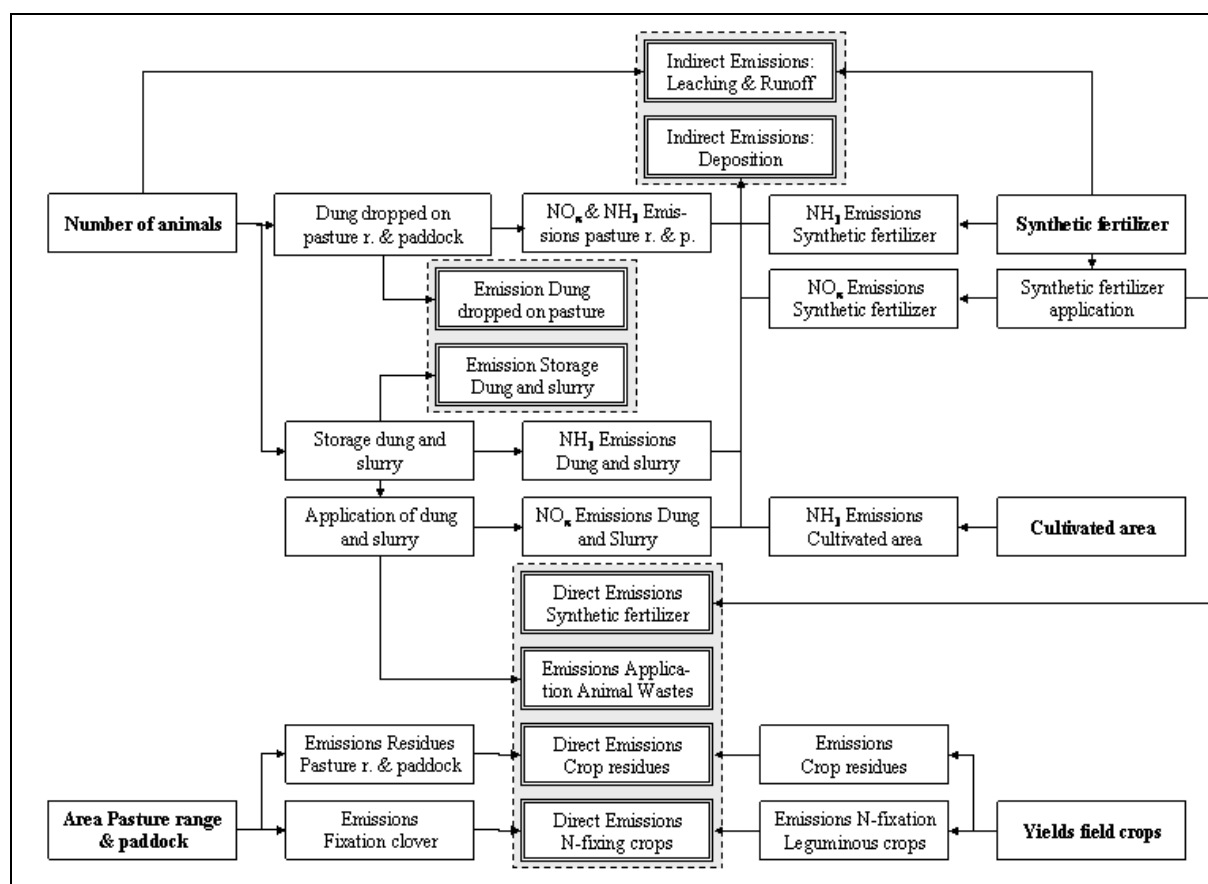 Indirect Emissions:
Leaching & Runoff
Indirect Emissions:
Deposition
Number of animals
Dung dropped on
pasture r. & paddock
NOx & NH3 Emis-
sions pasture r. & p.
NH3 Emissions
Synthetic fertilizer
Synthetic fertilizer
Emission Dung
dropped on pasture
NOx Emissions
Synthetic fertilizer
Synthetic fertilizer
application
Emission Storage
Dung and slurry
Storage dung and
slurry
NH3 Emissions
Dung and slurry
Application of dung
and slurry
NOx Emissions Dung
and Slurry
NH3 Emissions
Cultivated area
Cultivated area
Direct Emissions
Synthetic fertilizer
Emissions Applica-
tion Animal Wastes
Emissions Residues
Pasture r. & paddock
Direct Emissions
Crop residues
Emissions
Crop residues
Area Pasture range
& paddock
Emissions
Fixation clover
Direct Emissions
N-fixing crops
Emissions N-fixation
Leguminous crops
Yields field crops